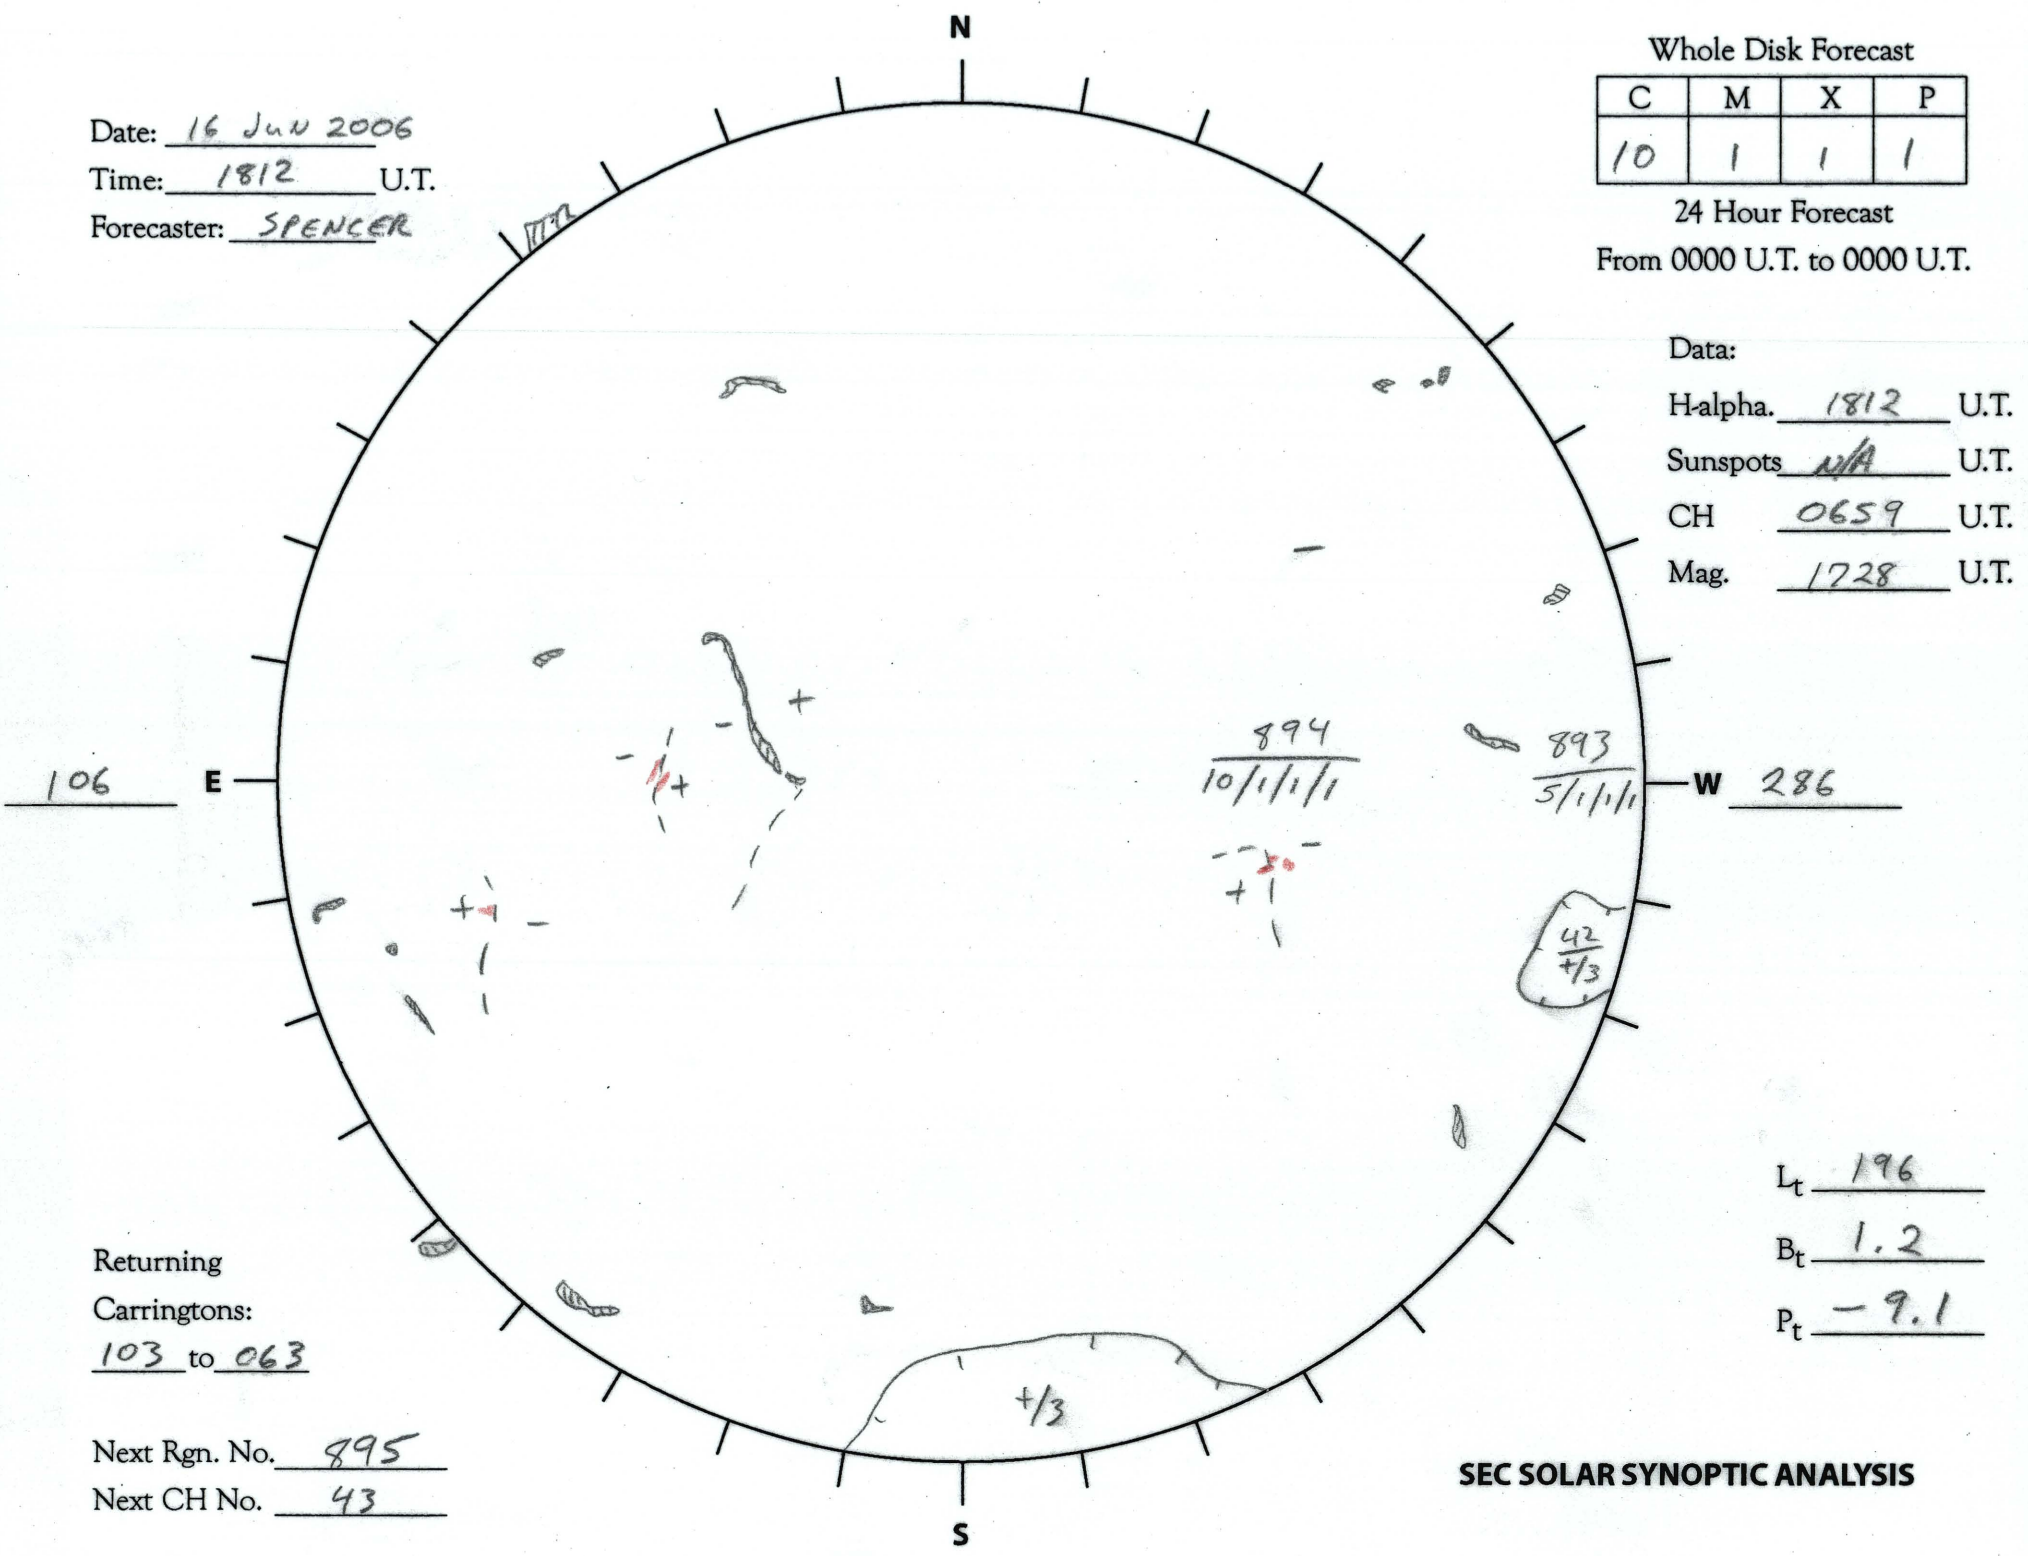 N
Date: 16 JUN 2006
Time: 1812 U.T.
Forecaster: SPENCER
Whole Disk Forecast
C M X P
10 1 1 1
24 Hour Forecast
From 0000 U.T. to 0000 U.T.
Data:
H-alpha. 1812 U.T.
Sunspots N/A U.T.
CH 0659 U.T.
Mag. 1728 U.T.
+
-
-
+
894
10/1/1/1
893
5/1/1/1
106 E
W 286
- -
+
+ -
42
+/3
Lt 196
Bt 1.2
Pt -9.1
Returning
Carringtons:
103 to 063
+/3
Next Rgn. No. 895
Next CH No. 43
SEC SOLAR SYNOPTIC ANALYSIS
S